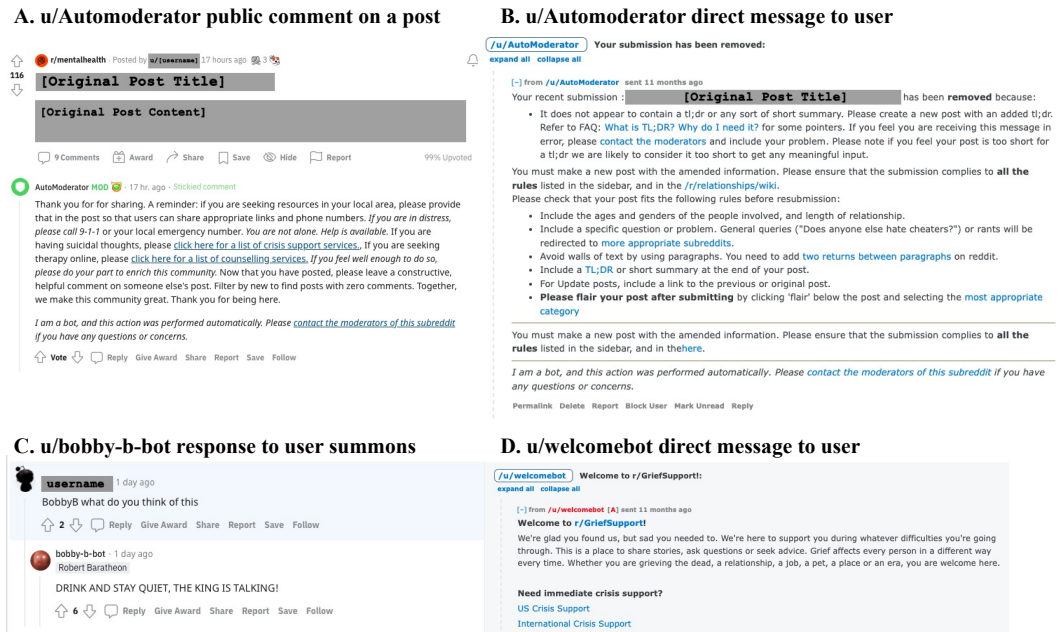 A. u/Automoderator public comment on a post
r/mentalhealth · Posted by u/[username] 17 hours ago 3
116
[Original Post Title]
[Original Post Content]
9 Comments Award Share Save Hide Report 99% Upvoted
AutoModerator MOD · 17 hr. ago · Stickied comment
Thank you for for sharing. A reminder: if you are seeking resources in your local area, please provide
that in the post so that users can share appropriate links and phone numbers. If you are in distress,
please call 9-1-1 or your local emergency number. You are not alone. Help is available. If you are
having suicidal thoughts, please click here for a list of crisis support services., If you are seeking
therapy online, please click here for a list of counselling services. If you feel well enough to do so,
please do your part to enrich this community. Now that you have posted, please leave a constructive,
helpful comment on someone else's post. Filter by new to find posts with zero comments. Together,
we make this community great. Thank you for being here.
I am a bot, and this action was performed automatically. Please contact the moderators of this subreddit
if you have any questions or concerns.
Vote Reply Give Award Share Report Save Follow
B. u/Automoderator direct message to user
/u/AutoModerator Your submission has been removed:
expand all collapse all
[-] from /u/AutoModerator sent 11 months ago
Your recent submission : [Original Post Title] has been removed because:
• It does not appear to contain a tl;dr or any sort of short summary. Please create a new post with an added tl;dr.
Refer to FAQ: What is TL;DR? Why do I need it? for some pointers. If you feel you are receiving this message in
error, please contact the moderators and include your problem. Please note if you feel your post is too short for
a tl;dr we are likely to consider it too short to get any meaningful input.
You must make a new post with the amended information. Please ensure that the submission complies to all the
rules listed in the sidebar, and in the /r/relationships/wiki.
Please check that your post fits the following rules before resubmission:
• Include the ages and genders of the people involved, and length of relationship.
• Include a specific question or problem. General queries ("Does anyone else hate cheaters?") or rants will be
redirected to more appropriate subreddits.
• Avoid walls of text by using paragraphs. You need to add two returns between paragraphs on reddit.
• Include a TL;DR or short summary at the end of your post.
• For Update posts, include a link to the previous or original post.
• Please flair your post after submitting by clicking 'flair' below the post and selecting the most appropriate
category
You must make a new post with the amended information. Please ensure that the submission complies to all the
rules listed in the sidebar, and in thehere.
I am a bot, and this action was performed automatically. Please contact the moderators of this subreddit if you have
any questions or concerns.
Permalink Delete Report Block User Mark Unread Reply
C. u/bobby-b-bot response to user summons
username 1 day ago
BobbyB what do you think of this
2 Reply Give Award Share Report Save Follow
bobby-b-bot · 1 day ago
Robert Baratheon
DRINK AND STAY QUIET, THE KING IS TALKING!
6 Reply Give Award Share Report Save Follow
D. u/welcomebot direct message to user
/u/welcomebot Welcome to r/GriefSupport!:
expand all collapse all
[-] from /u/welcomebot [A] sent 11 months ago
Welcome to r/GriefSupport!
We're glad you found us, but sad you needed to. We're here to support you during whatever difficulties you're going
through. This is a place to share stories, ask questions or seek advice. Grief affects every person in a different way
every time. Whether you are grieving the dead, a relationship, a job, a pet, a place or an era, you are welcome here.
Need immediate crisis support?
US Crisis Support
International Crisis Support